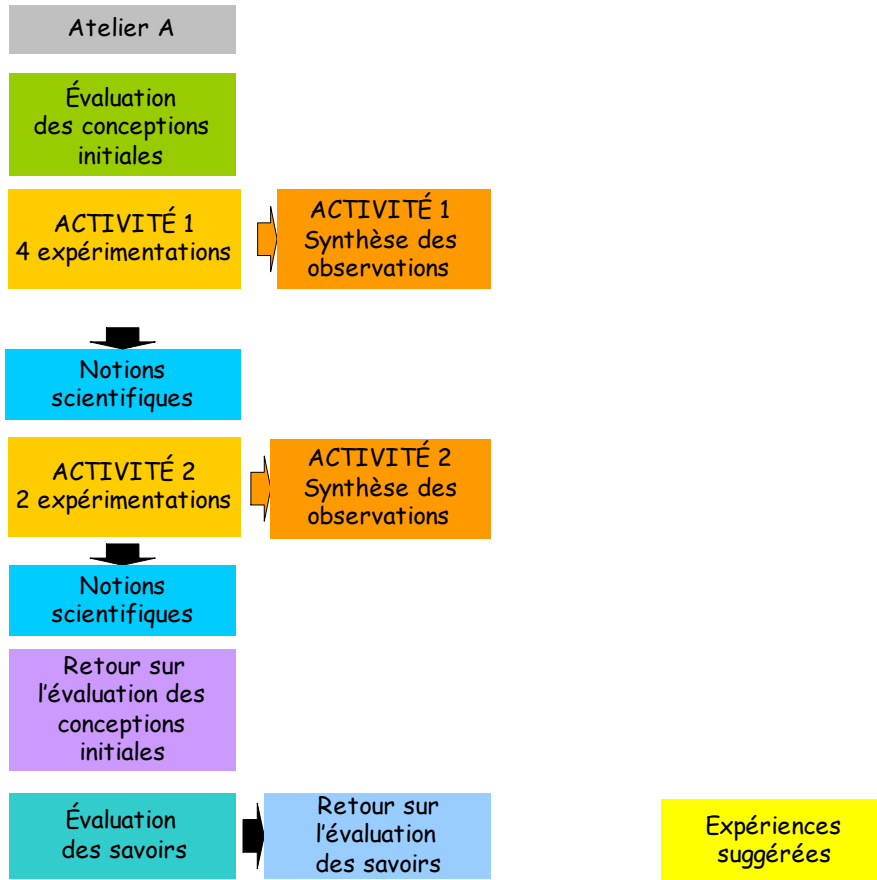 Atelier A
Évaluation
des conceptions
initiales
ACTIVITÉ 1
4 expérimentations
ACTIVITÉ 1
Synthèse des
observations
Notions
scientifiques
ACTIVITÉ 2
2 expérimentations
ACTIVITÉ 2
Synthèse des
observations
Notions
scientifiques
Retour sur
l'évaluation des
conceptions
initiales
Évaluation
des savoirs
Retour sur
l'évaluation
des savoirs
Expériences
suggérées